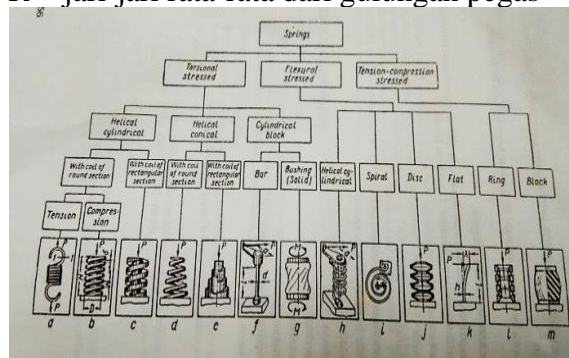 jari-jari rata-rata dari gulungan pegas
Springs
Torsional stressed
Flexural stressed
Tension-compression stressed
Helical cylindrical
Helical conical
Cylindrical block
With coil of round section
With coil of rectangular section
With coil of round section
With coil of rectangular section
Bar
Bushing (Solid)
Helical cylindrical
Spiral
Disc
Flat
Ring
Block
Tension
Compression
P
P
P
P
P
d
M
M
P
P
P
h
P
P
D
P
a
b
c
d
e
f
g
h
i
j
k
l
m